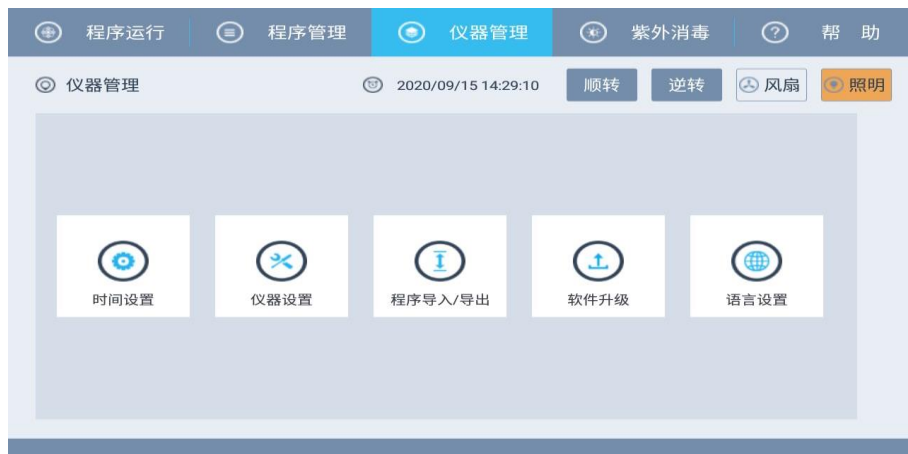 程序运行 程序管理 仪器管理 紫外消毒 帮 助
仪器管理 2020/09/15 14:29:10 顺转 逆转 风扇 照明
时间设置 仪器设置 程序导入/导出 软件升级 语言设置